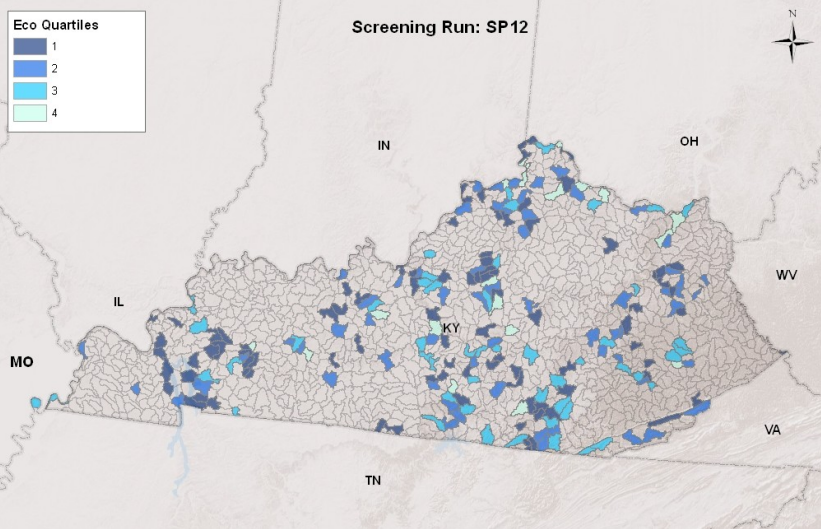 Eco Quartiles
1
2
3
4
Screening Run: SP12
N
IN
OH
IL
WV
MO
KY
VA
TN